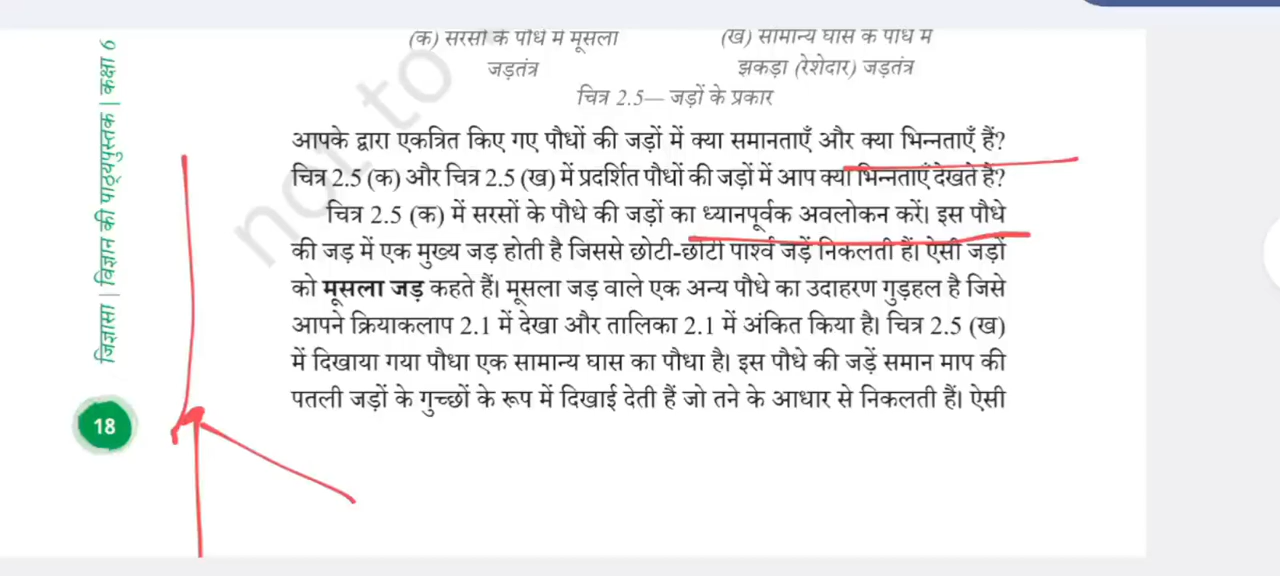 (क) सरसों के पौधे में मूसला
जड़तंत्र
(ख) सामान्य घास के पौधे में
झकड़ा (रेशेदार) जड़तंत्र
चित्र 2.5— जड़ों के प्रकार
आपके द्वारा एकत्रित किए गए पौधों की जड़ों में क्या समानताएँ और क्या भिन्नताएँ हैं?
चित्र 2.5 (क) और चित्र 2.5 (ख) में प्रदर्शित पौधों की जड़ों में आप क्या भिन्नताएँ देखते हैं?
चित्र 2.5 (क) में सरसों के पौधे की जड़ों का ध्यानपूर्वक अवलोकन करें। इस पौधे
की जड़ में एक मुख्य जड़ होती है जिससे छोटी-छोटी पार्श्व जड़ें निकलती हैं। ऐसी जड़ों
को मूसला जड़ कहते हैं। मूसला जड़ वाले एक अन्य पौधे का उदाहरण गुड़हल है जिसे
आपने क्रियाकलाप 2.1 में देखा और तालिका 2.1 में अंकित किया है। चित्र 2.5 (ख)
में दिखाया गया पौधा एक सामान्य घास का पौधा है। इस पौधे की जड़ें समान माप की
पतली जड़ों के गुच्छों के रूप में दिखाई देती हैं जो तने के आधार से निकलती हैं। ऐसी
जिज्ञासा | विज्ञान की पाठ्यपुस्तक | कक्षा 6
18
not to